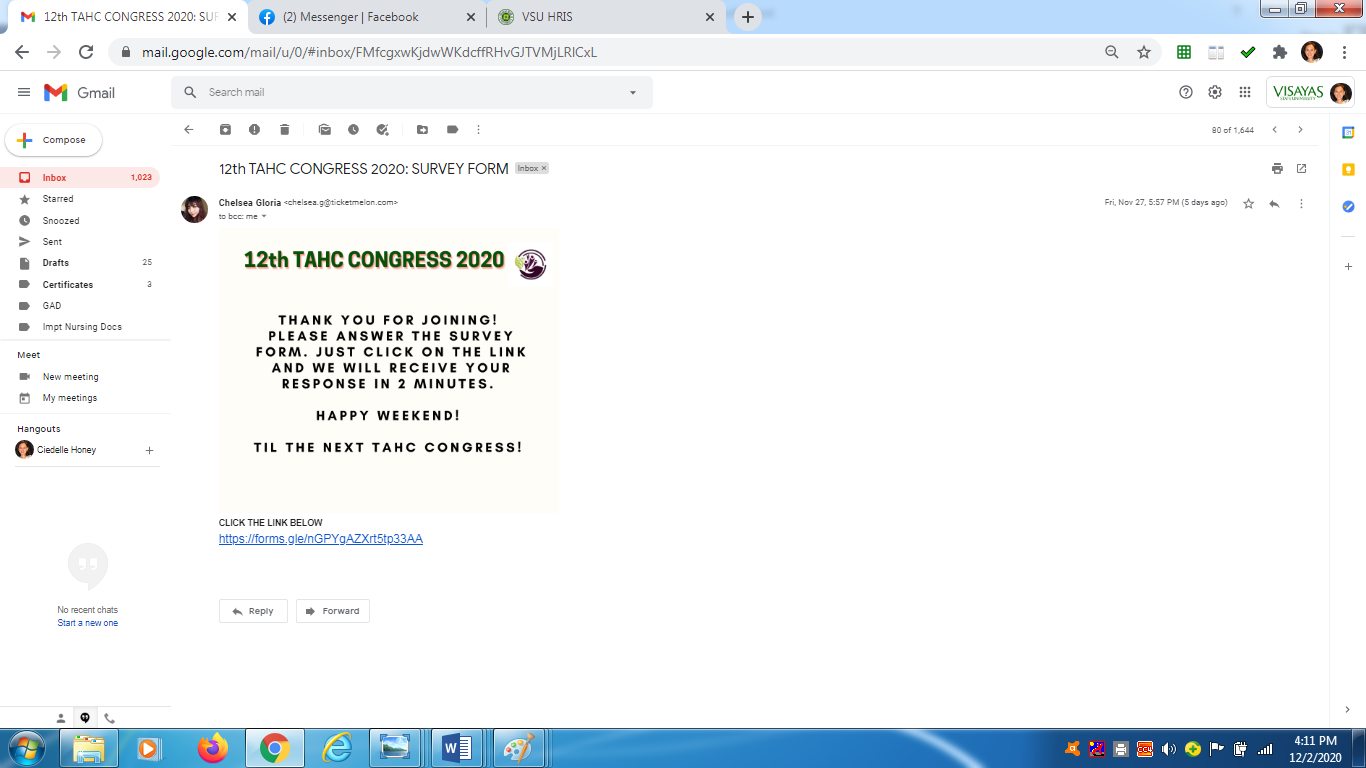 12th TAHC CONGRESS 2020: SUR
(2) Messenger | Facebook
VSU HRIS
mail.google.com/mail/u/0/#inbox/FMfcgxwKjdwWKdcffRHvGJTVMjLRlCxL
Gmail
Search mail
VISAYAS
STATE UNIVERSITY
Compose
80 of 1,644
12th TAHC CONGRESS 2020: SURVEY FORM
Inbox ×
Inbox 1,023
Starred
Snoozed
Sent
Drafts 25
Certificates 3
GAD
Impt Nursing Docs
Meet
New meeting
My meetings
Hangouts
Ciedelle Honey
No recent chats
Start a new one
Chelsea Gloria <chelsea.g@ticketmelon.com>
Fri, Nov 27, 5:57 PM (5 days ago)
to bcc: me
12th TAHC CONGRESS 2020
THANK YOU FOR JOINING!
PLEASE ANSWER THE SURVEY
FORM. JUST CLICK ON THE LINK
AND WE WILL RECEIVE YOUR
RESPONSE IN 2 MINUTES.
HAPPY WEEKEND!
TIL THE NEXT TAHC CONGRESS!
CLICK THE LINK BELOW
https://forms.gle/nGPYgAZXrt5tp33AA
Reply
Forward
4:11 PM
12/2/2020